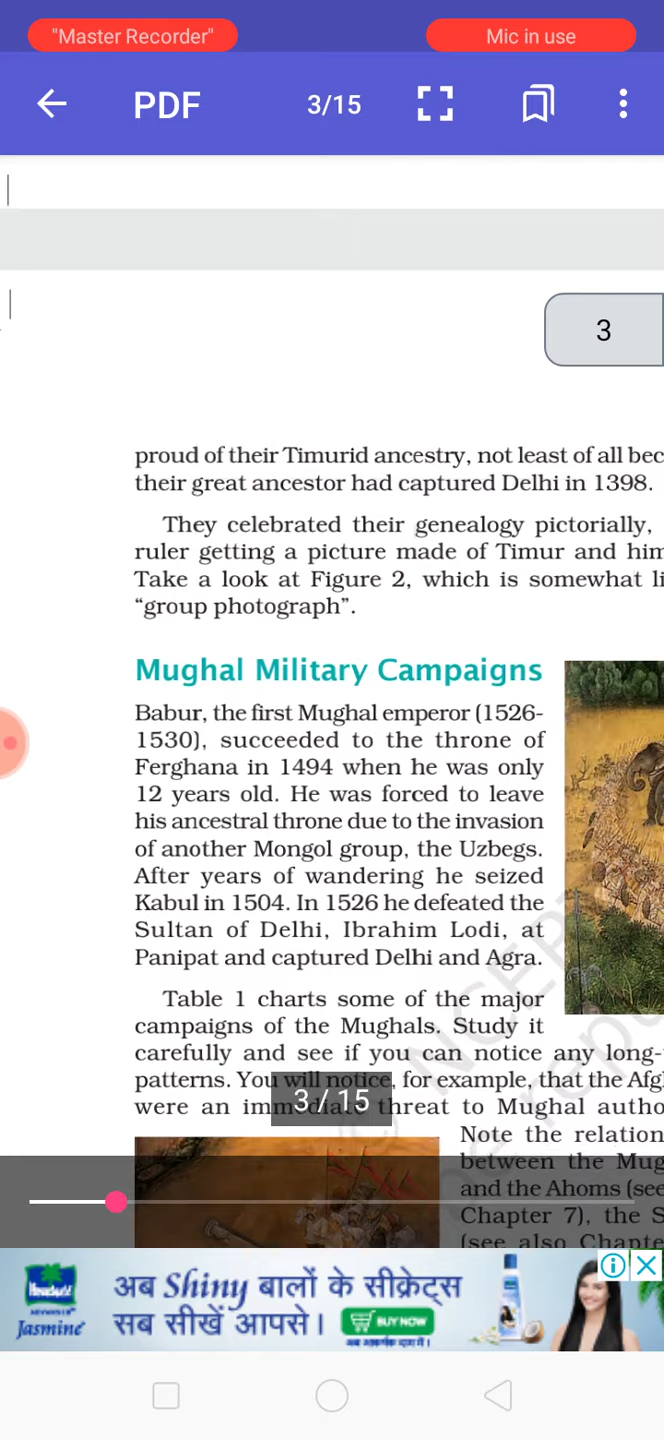 "Master Recorder"
Mic in use
PDF
3/15
3
proud of their Timurid ancestry, not least of all bec
their great ancestor had captured Delhi in 1398.
They celebrated their genealogy pictorially,
ruler getting a picture made of Timur and him
Take a look at Figure 2, which is somewhat li
“group photograph”.
Mughal Military Campaigns
Babur, the first Mughal emperor (1526-
1530), succeeded to the throne of
Ferghana in 1494 when he was only
12 years old. He was forced to leave
his ancestral throne due to the invasion
of another Mongol group, the Uzbegs.
After years of wandering he seized
Kabul in 1504. In 1526 he defeated the
Sultan of Delhi, Ibrahim Lodi, at
Panipat and captured Delhi and Agra.
Table 1 charts some of the major
campaigns of the Mughals. Study it
carefully and see if you can notice any long-
patterns. You will notice, for example, that the Afg
were an immediate threat to Mughal autho
3 / 15
Note the relation
between the Mug
and the Ahoms (see
Chapter 7), the S
(see also Chapte
© NCERT
अब Shiny बालों के सीक्रेट्स
सब सीखें आपसे।
BUY NOW
Jasmine